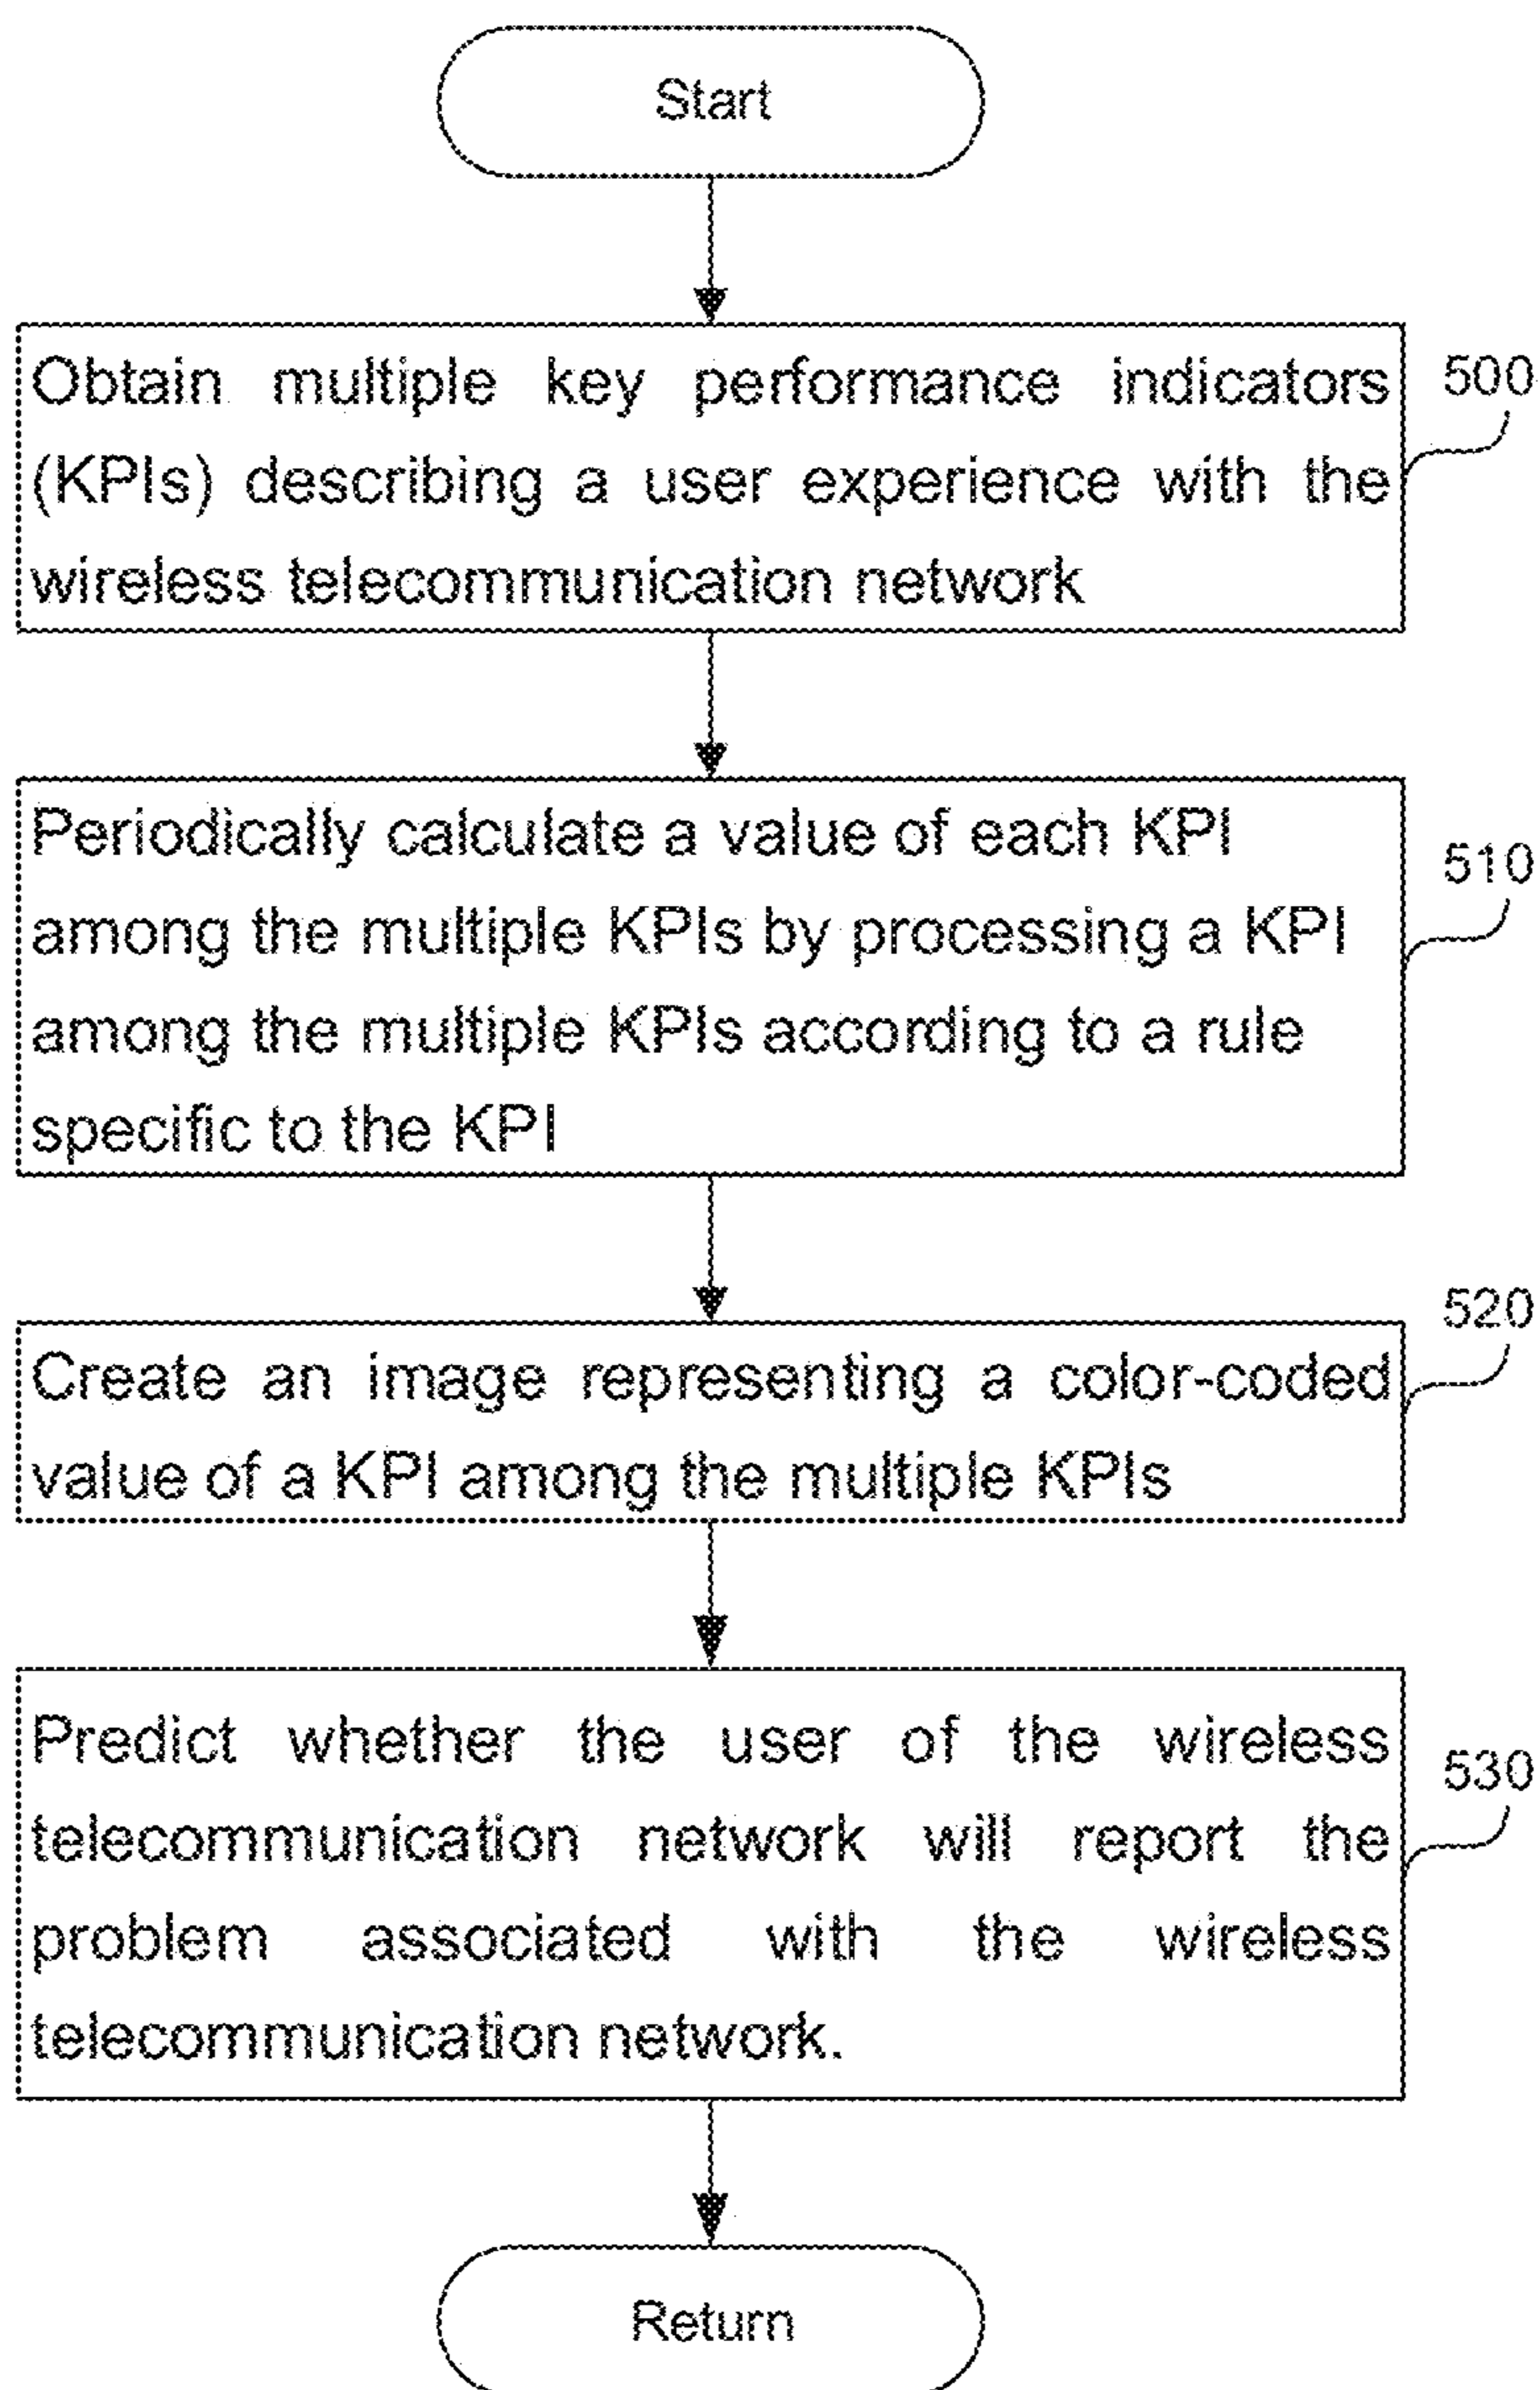 Start
Obtain multiple key performance indicators
500
(KPIs) describing a user experience with the
wireless telecommunication network
Periodically calculate a value of each KPI
510
among the multiple KPIs by processing a KPI
among the multiple KPIs according to a rule
specific to the KPI
520
Create an image representing a color-coded
value of a KPI among the multiple KPIs
Predict whether the user of the wireless
530
telecommunication network will report the
problem associated with the wireless
telecommunication network.
Return